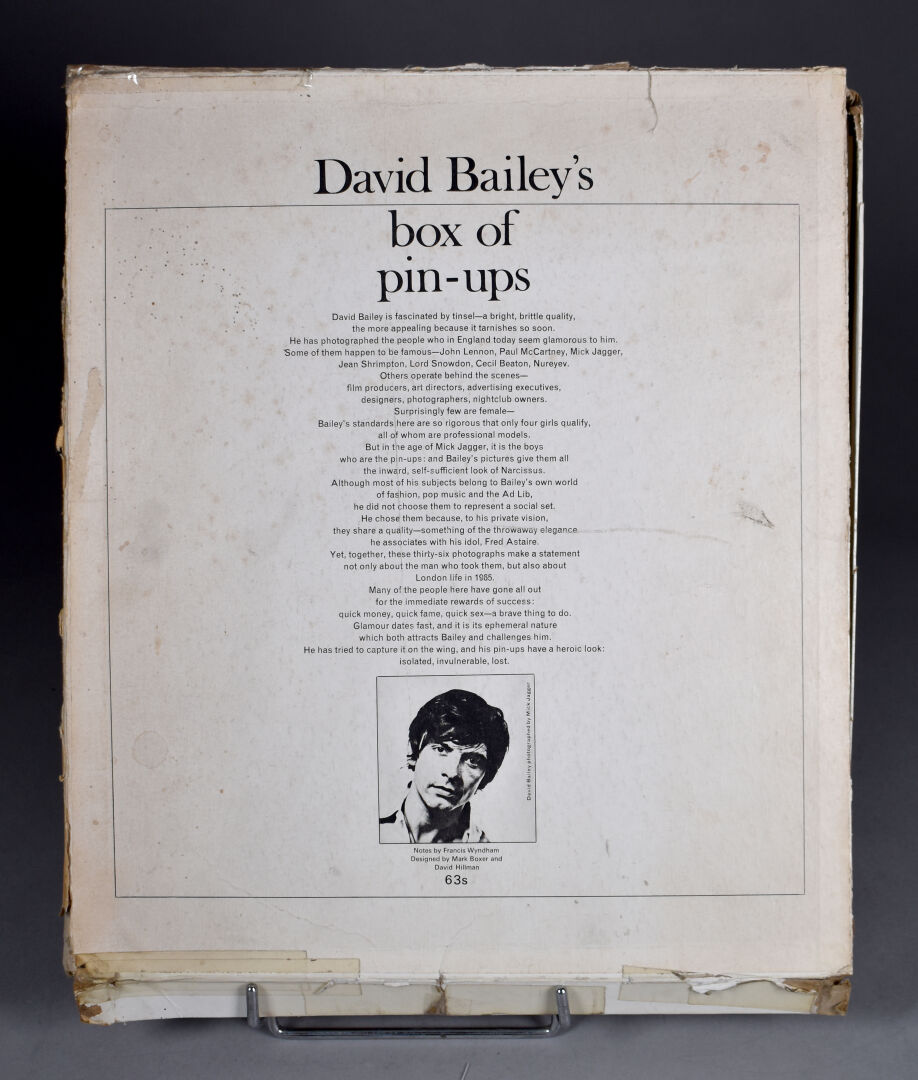 David Bailey's
box of
pin-ups
David Bailey is fascinated by tinsel—a bright, brittle quality,
the more appealing because it tarnishes so soon.
He has photographed the people who in England today seem glamorous to him.
Some of them happen to be famous—John Lennon, Paul McCartney, Mick Jagger,
Jean Shrimpton, Lord Snowdon, Cecil Beaton, Nureyev.
Others operate behind the scenes—
film producers, art directors, advertising executives,
designers, photographers, nightclub owners.
Surprisingly few are female—
Bailey's standards here are so rigorous that only four girls qualify,
all of whom are professional models.
But in the age of Mick Jagger, it is the boys
who are the pin-ups: and Bailey's pictures give them all
the inward, self-sufficient look of Narcissus.
Although most of his subjects belong to Bailey's own world
of fashion, pop music and the Ad Lib,
he did not choose them to represent a social set.
He chose them because, to his private vision,
they share a quality—something of the throwaway elegance
he associates with his idol, Fred Astaire.
Yet, together, these thirty-six photographs make a statement
not only about the man who took them, but also about
London life in 1965.
Many of the people here have gone all out
for the immediate rewards of success:
quick money, quick fame, quick sex—a brave thing to do.
Glamour dates fast, and it is its ephemeral nature
which both attracts Bailey and challenges him.
He has tried to capture it on the wing, and his pin-ups have a heroic look:
isolated, invulnerable, lost.
David Bailey photographed by Mick Jagger
Notes by Francis Wyndham
Designed by Mark Boxer and
David Hillman
63s